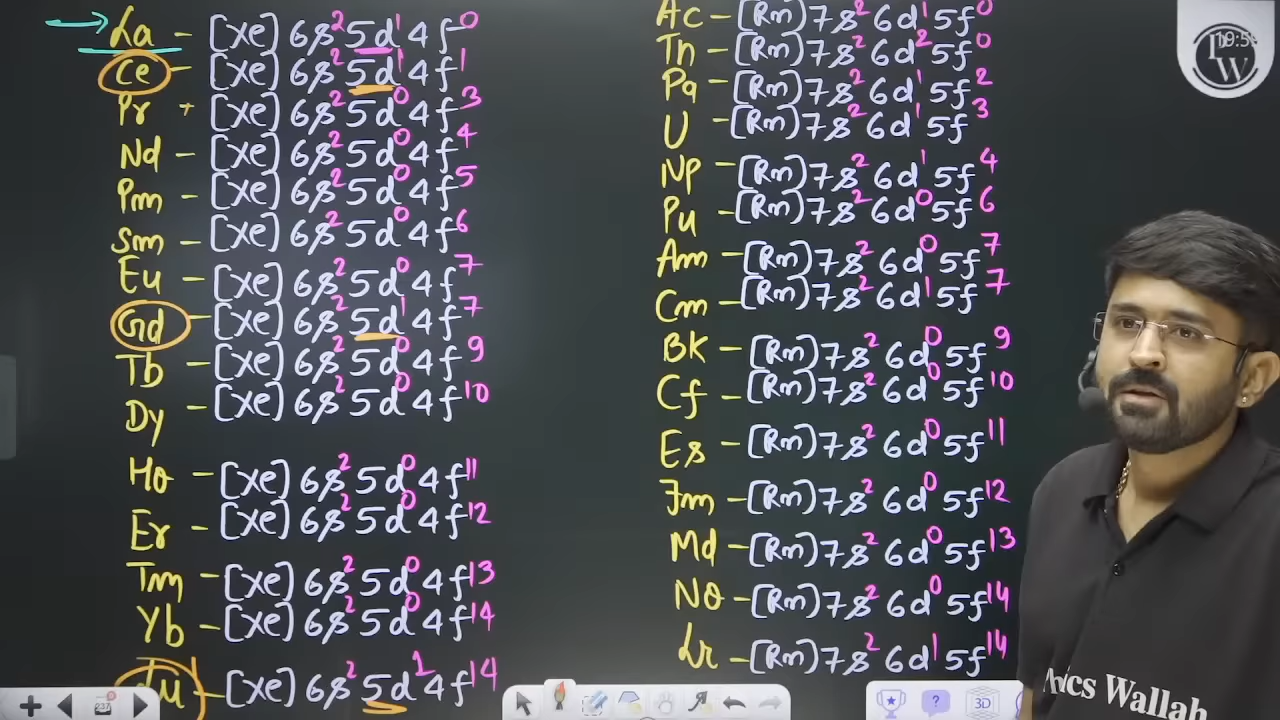 La - [Xe] 6s² 5d¹ 4f⁰
Ce - [Xe] 6s² 5d¹ 4f¹
Pr + [Xe] 6s² 5d⁰ 4f³
Nd - [Xe] 6s² 5d⁰ 4f⁴
Pm - [Xe] 6s² 5d⁰ 4f⁵
Sm - [Xe] 6s² 5d⁰ 4f⁶
Eu - [Xe] 6s² 5d⁰ 4f⁷
Gd - [Xe] 6s² 5d¹ 4f⁷
Tb - [Xe] 6s² 5d⁰ 4f⁹
Dy - [Xe] 6s² 5d⁰ 4f¹⁰
Ho - [Xe] 6s² 5d⁰ 4f¹¹
Er - [Xe] 6s² 5d⁰ 4f¹²
Tm - [Xe] 6s² 5d⁰ 4f¹³
Yb - [Xe] 6s² 5d⁰ 4f¹⁴
Lu - [Xe] 6s² 5d¹ 4f¹⁴
Ac - [Rn) 7s² 6d¹ 5f⁰
Th - [Rn) 7s² 6d² 5f⁰
Pa - [Rn) 7s² 6d¹ 5f²
U - [Rn) 7s² 6d¹ 5f³
Np - [Rn) 7s² 6d¹ 5f⁴
Pu - [Rn) 7s² 6d⁰ 5f⁶
Am - [Rn) 7s² 6d⁰ 5f⁷
Cm - [Rn) 7s² 6d¹ 5f⁷
BK - [Rn) 7s² 6d⁰ 5f⁹
Cf - [Rn) 7s² 6d⁰ 5f¹⁰
Es - [Rn) 7s² 6d⁰ 5f¹¹
Fm - [Rn) 7s² 6d⁰ 5f¹²
Md - [Rn) 7s² 6d⁰ 5f¹³
No - [Rn) 7s² 6d⁰ 5f¹⁴
Lr - [Rn) 7s² 6d¹ 5f¹⁴
237
3D
Wallah